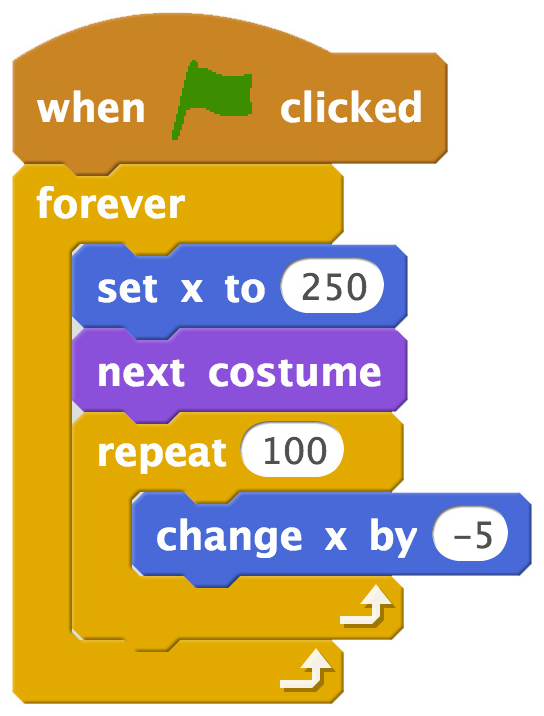 when clicked
forever
set x to 250
next costume
repeat 100
change x by -5